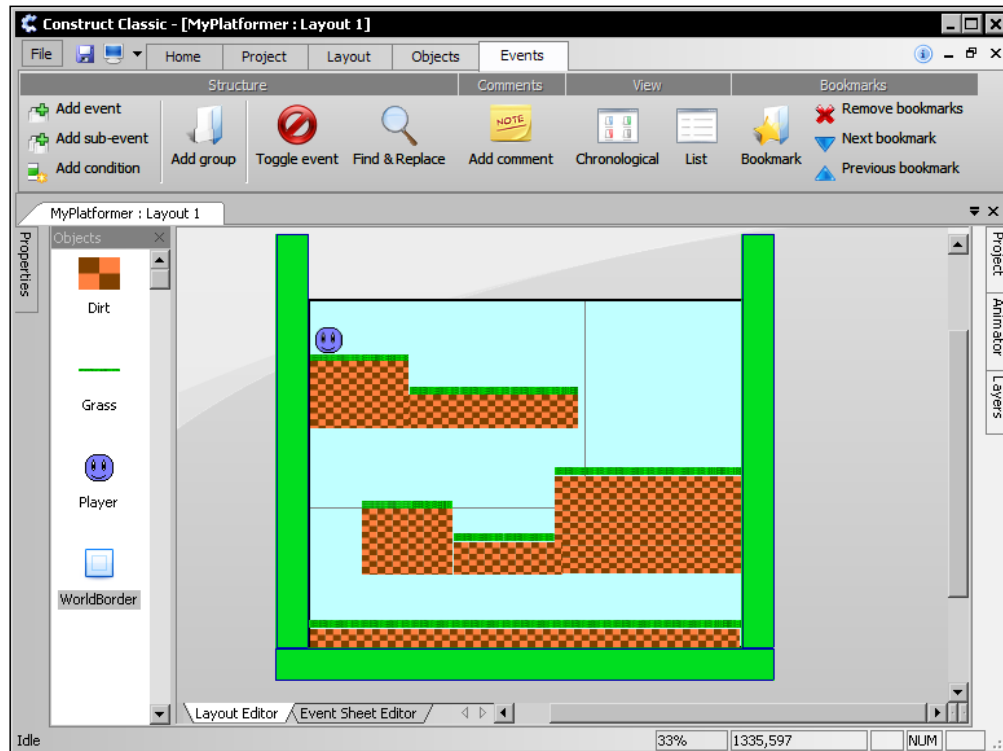 Construct Classic - [MyPlatformer : Layout 1]
File Home Project Layout Objects Events
Structure Comments View Bookmarks
Add event
Add sub-event
Add condition
Add group
Toggle event
Find & Replace
NOTE
Add comment
Chronological
List
Bookmark
Remove bookmarks
Next bookmark
Previous bookmark
MyPlatformer : Layout 1
Properties
Objects
Dirt
Grass
Player
WorldBorder
Project
Animator
Layers
Layout Editor Event Sheet Editor
Idle 33% 1335,597 NUM